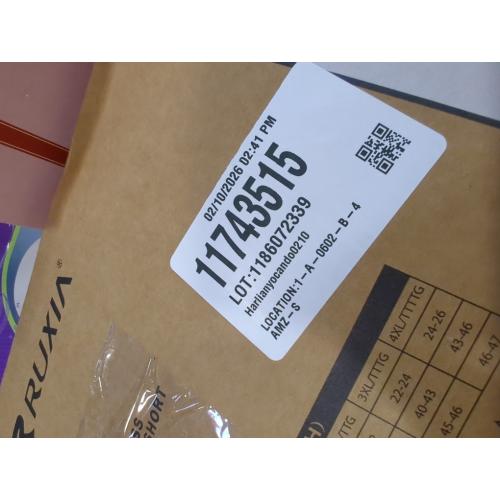 02/10/2026 02:41 PM
11743515
LOT:1186072339
Harlianyocando0210
LOCATION:1-A-0602-B-4
AMZ-S
RUXIA®
SHORT
3XL/TTTG
4XL/TTTG
22-24
24-26
40-43
43-46
45-46
46-47